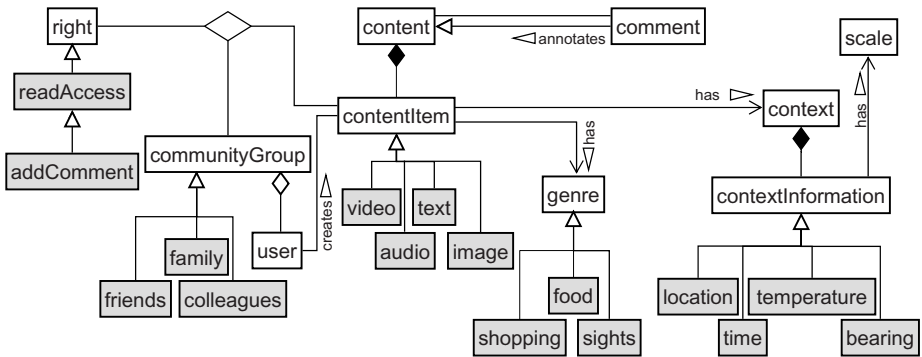 right
content
annotates
comment
scale
readAccess
has
has
contentItem
context
addComment
communityGroup
has
video
text
genre
contextInformation
creates
user
audio
image
family
friends
colleagues
food
shopping
sights
location
temperature
time
bearing